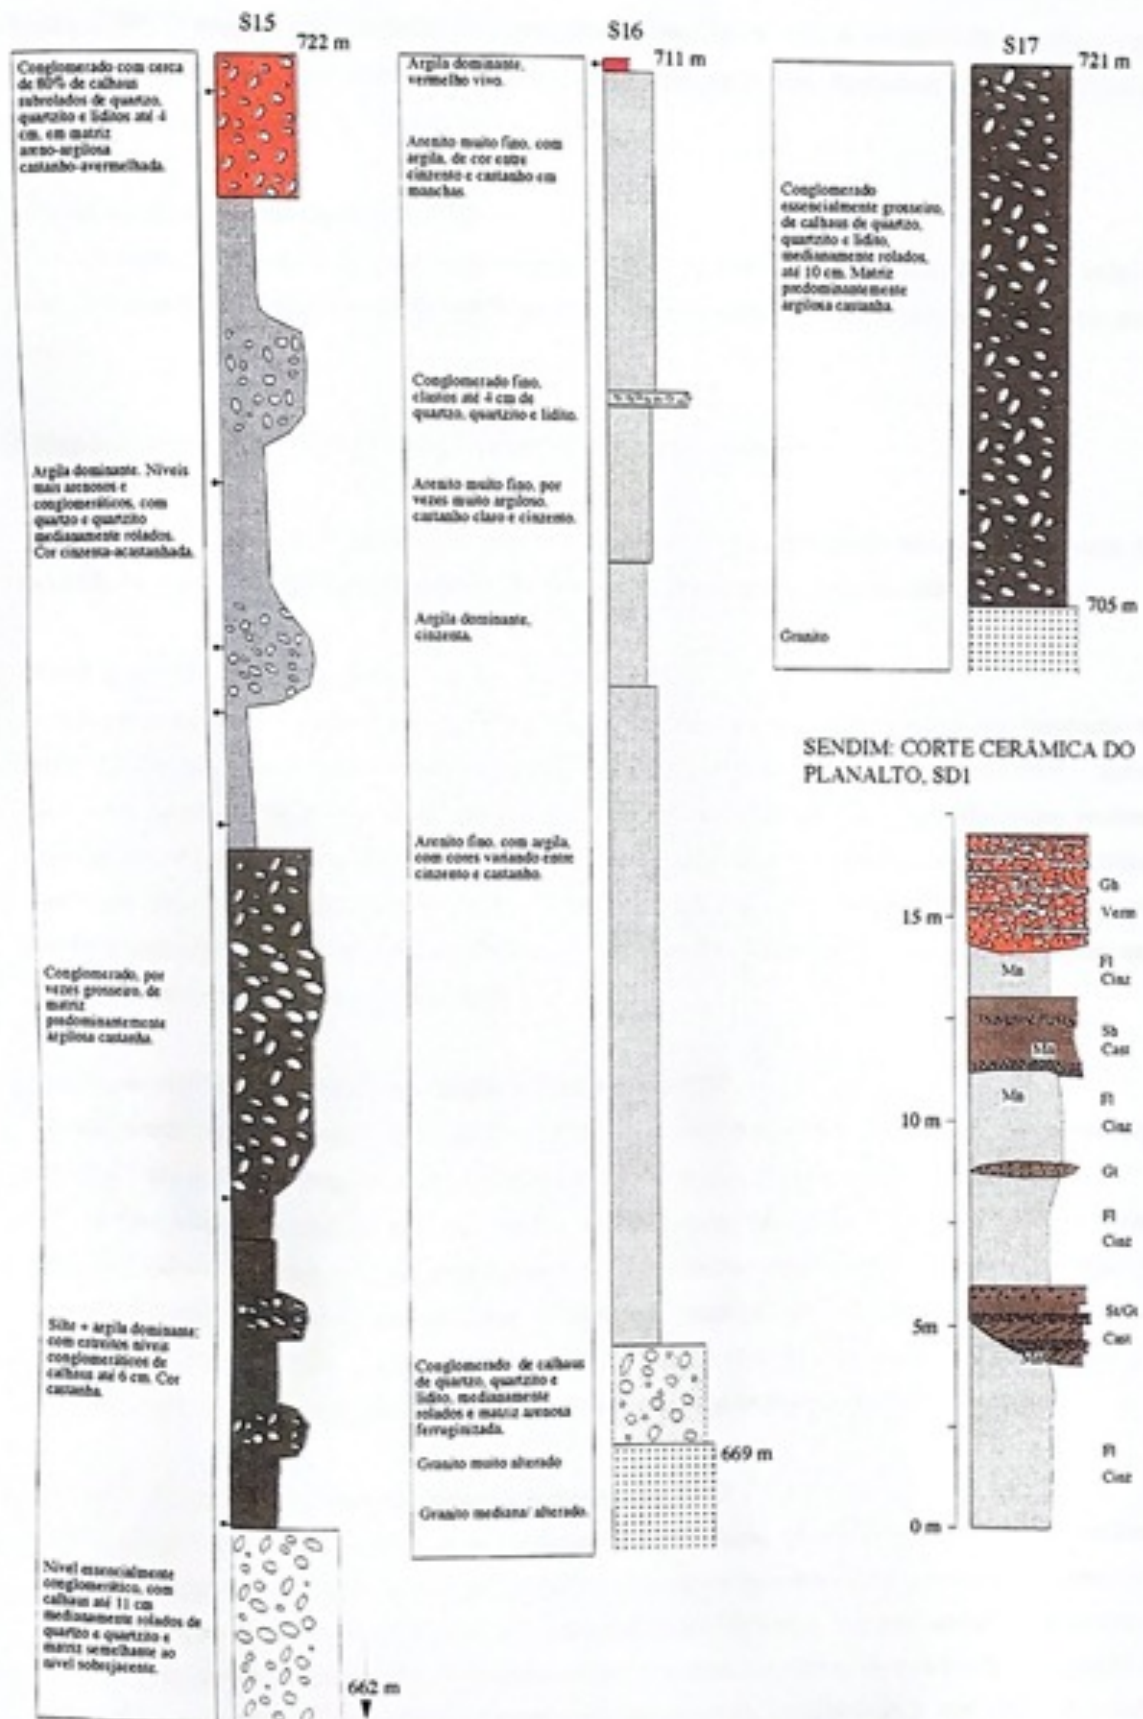 S15
722 m
Conglomerado com cerca
de 80% de calhaus
subrolados de quartzo,
quartzito e liditos até 4
cm, em matriz
areno-argilosa
castanho-avermelhada.
Argila dominante. Níveis
mais arenosos e
conglomeráticos, com
quartzo e quartzito
medianamente rolados.
Cor cinzenta-acastanhada.
Conglomerado, por
vezes grosseiro, de
matriz
predominantemente
argilosa castanha.
Silte + argila dominante;
com estreitos níveis
conglomeráticos de
calhaus até 6 cm. Cor
castanha.
Nível essencialmente
conglomerático, com
calhaus até 11 cm
medianamente rolados de
quartzo e quartzito e
matriz semelhante ao
nível sobrejacente.
662 m
S16
711 m
Argila dominante,
vermelho vivo.
Arenito muito fino, com
argila, de cor entre
cinzento e castanho em
manchas.
Conglomerado fino,
clastos até 4 cm de
quartzo, quartzito e lidito.
Arenito muito fino, por
vezes muito argiloso,
castanho claro e cinzento.
Argila dominante,
cinzenta.
Arenito fino, com argila,
com cores variando entre
cinzento e castanho.
Conglomerado de calhaus
de quartzo, quartzito e
lidito, medianamente
rolados e matriz arenosa
ferruginizada.
Granito muito alterado
Granito mediana/ alterado.
669 m
S17
721 m
Conglomerado
essencialmente grosseiro,
de calhaus de quartzo,
quartzito e lidito,
medianamente rolados,
até 10 cm. Matriz
predominantemente
argilosa castanha.
Granito
705 m
SENDIM: CORTE CERÂMICA DO
PLANALTO, SD1
Gh
15 m
Verm
Fl
Mn
Cinz
Sh
Mn
Cast
Mn
Fl
10 m
Cinz
Gt
Fl
Cinz
St/Gt
5m
Cast
Mn
Fl
Cinz
0 m